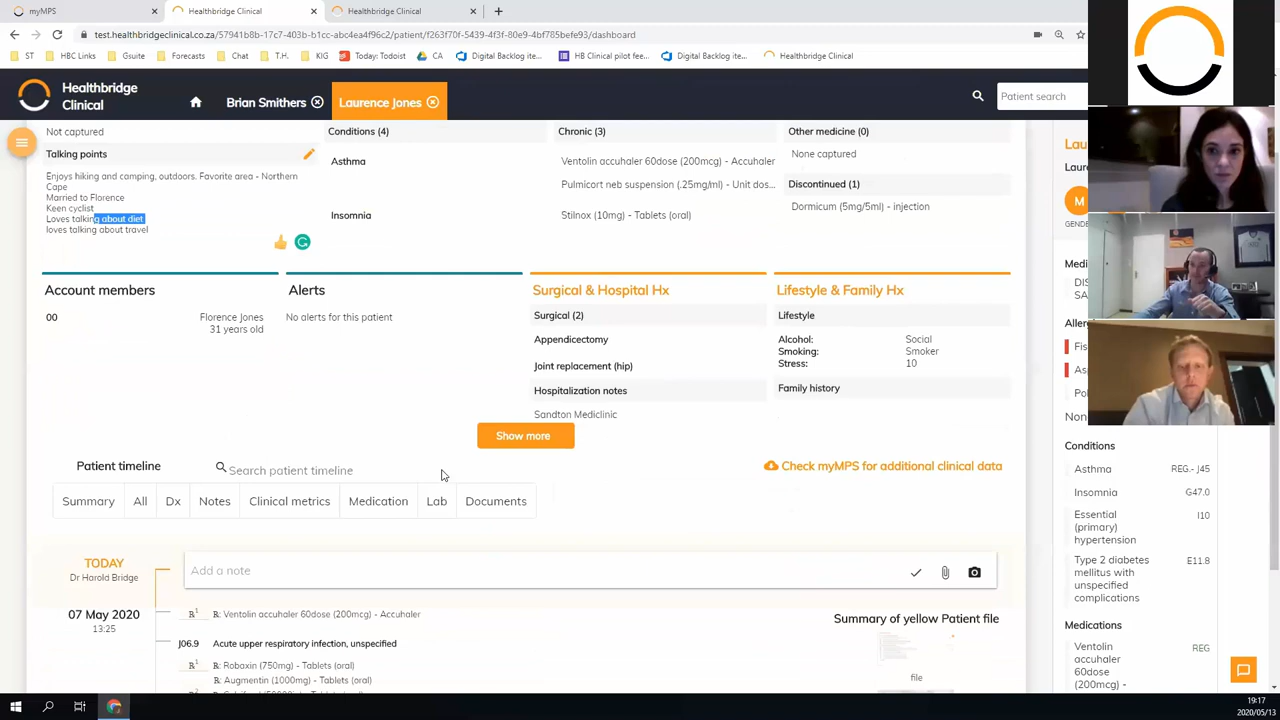 myMPS
Healthbridge Clinical
Healthbridge Clinical
test.healthbridgeclinical.co.za/57941b8b-17c7-403b-b1cc-abc4ea4f96c2/patient/f263f70f-5439-4f3f-80e9-4bf785befe93/dashboard
ST
HBC Links
Gsuite
Forecasts
Chat
T.H.
KIG
Today: Todoist
CA
Digital Backlog ite...
HB Clinical pilot fee...
Digital Backlog ite...
Healthbridge Clinical
Healthbridge
Clinical
Brian Smithers
Laurence Jones
Patient search
Not captured
Talking points
Enjoys hiking and camping, outdoors. Favorite area - Northern
Cape
Married to Florence
Keen cyclist
Loves talking about diet
loves talking about travel
Conditions (4)
Asthma
Insomnia
Chronic (3)
Ventolin accuhaler 60dose (200mcg) - Accuhaler
Pulmicort neb suspension (.25mg/ml) - Unit dos...
Stilnox (10mg) - Tablets (oral)
Other medicine (0)
None captured
Discontinued (1)
Dormicum (5mg/5ml) - injection
Account members
00
Florence Jones
31 years old
Alerts
No alerts for this patient
Surgical & Hospital Hx
Surgical (2)
Appendicectomy
Joint replacement (hip)
Hospitalization notes
Sandton Mediclinic
Lifestyle & Family Hx
Lifestyle
Alcohol: Social
Smoking: Smoker
Stress: 10
Family history
Show more
Patient timeline
Search patient timeline
Check myMPS for additional clinical data
Summary
All
Dx
Notes
Clinical metrics
Medication
Lab
Documents
TODAY
Dr Harold Bridge
Add a note
07 May 2020
13:25
R: Ventolin accuhaler 60dose (200mcg) - Accuhaler
J06.9 Acute upper respiratory infection, unspecified
R: Robaxin (750mg) - Tablets (oral)
R: Augmentin (1000mg) - Tablets (oral)
Summary of yellow Patient file
file
Lau
Laure
M
GENDE
Medi
DIS
SA
Allerg
Fis
As
Pol
Non
Conditions
Asthma REG.- J45
Insomnia G47.0
Essential I10
(primary)
hypertension
Type 2 diabetes E11.8
mellitus with
unspecified
complications
Medications
Ventolin REG
accuhaler
60dose
(200mcg) -
19:17
2020/05/13